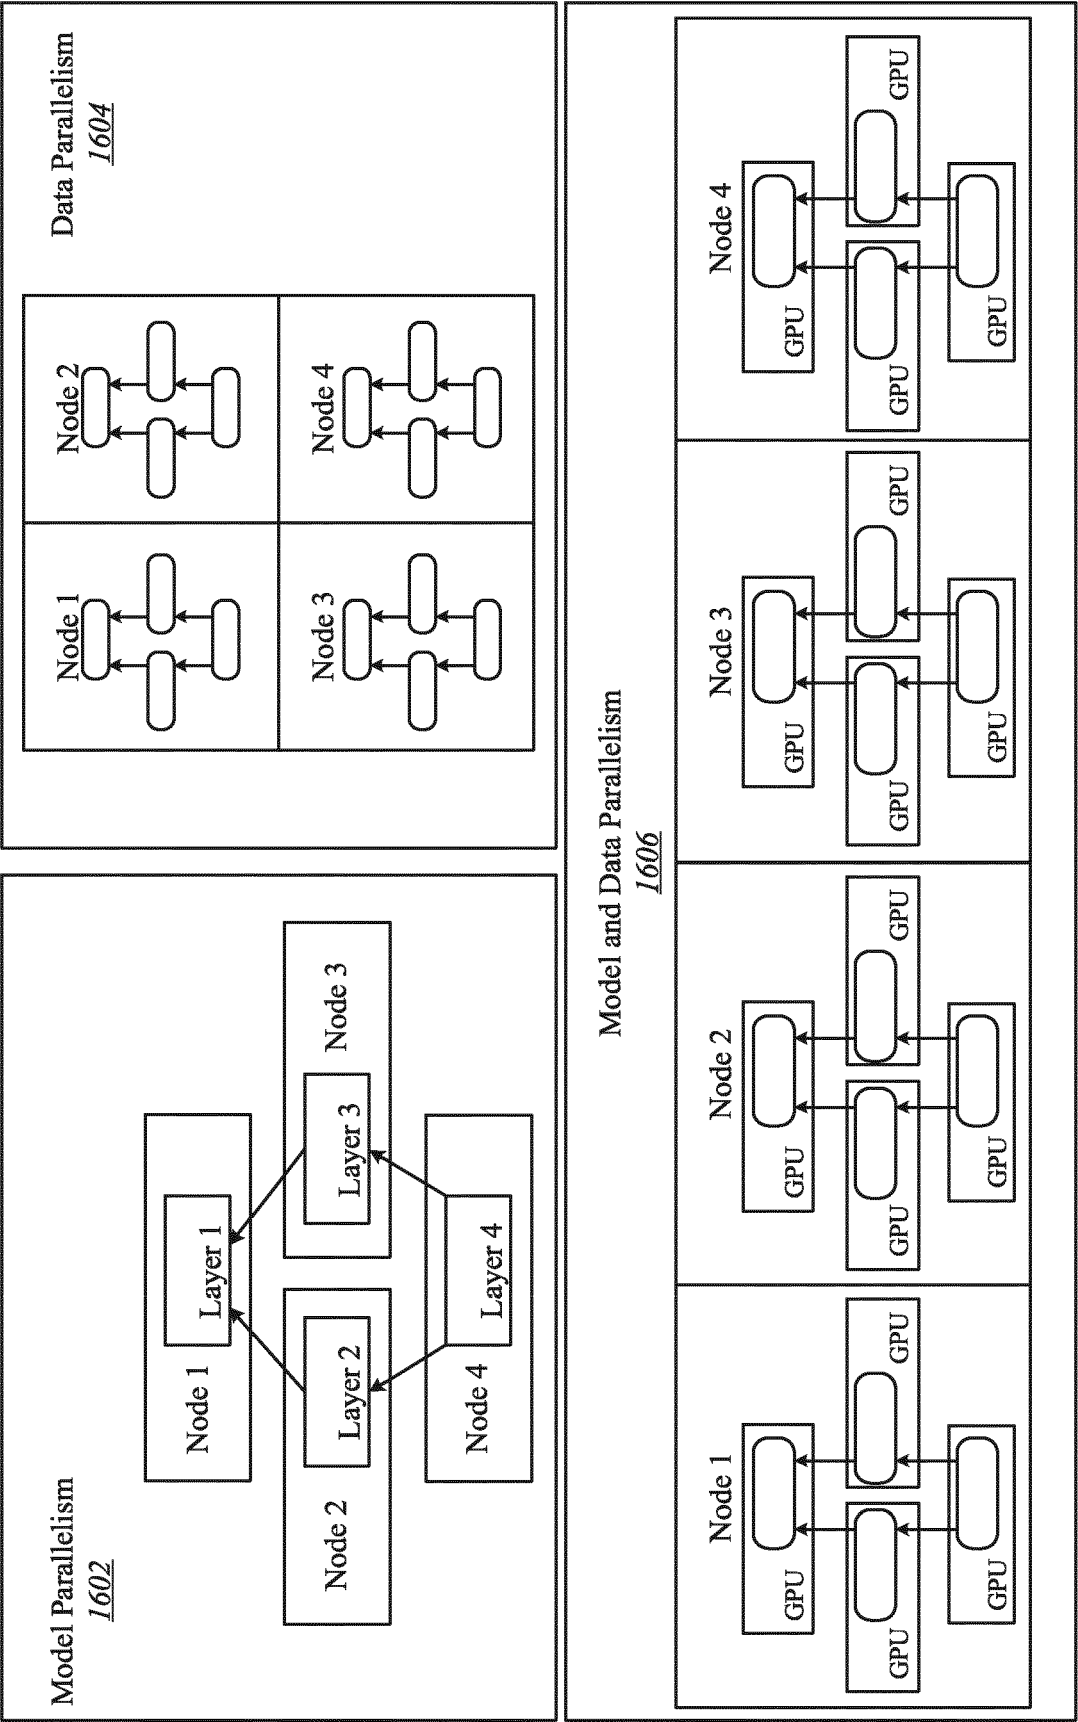 Model Parallelism
1602
Node 1
Layer 1
Node 2
Layer 2
Layer 3
Node 3
Node 4
Layer 4
Data Parallelism
1604
Node 1
Node 2
Node 3
Node 4
Model and Data Parallelism
1606
Node 1
GPU
GPU
GPU
GPU
Node 2
GPU
GPU
GPU
GPU
Node 3
GPU
GPU
GPU
GPU
Node 4
GPU
GPU
GPU
GPU